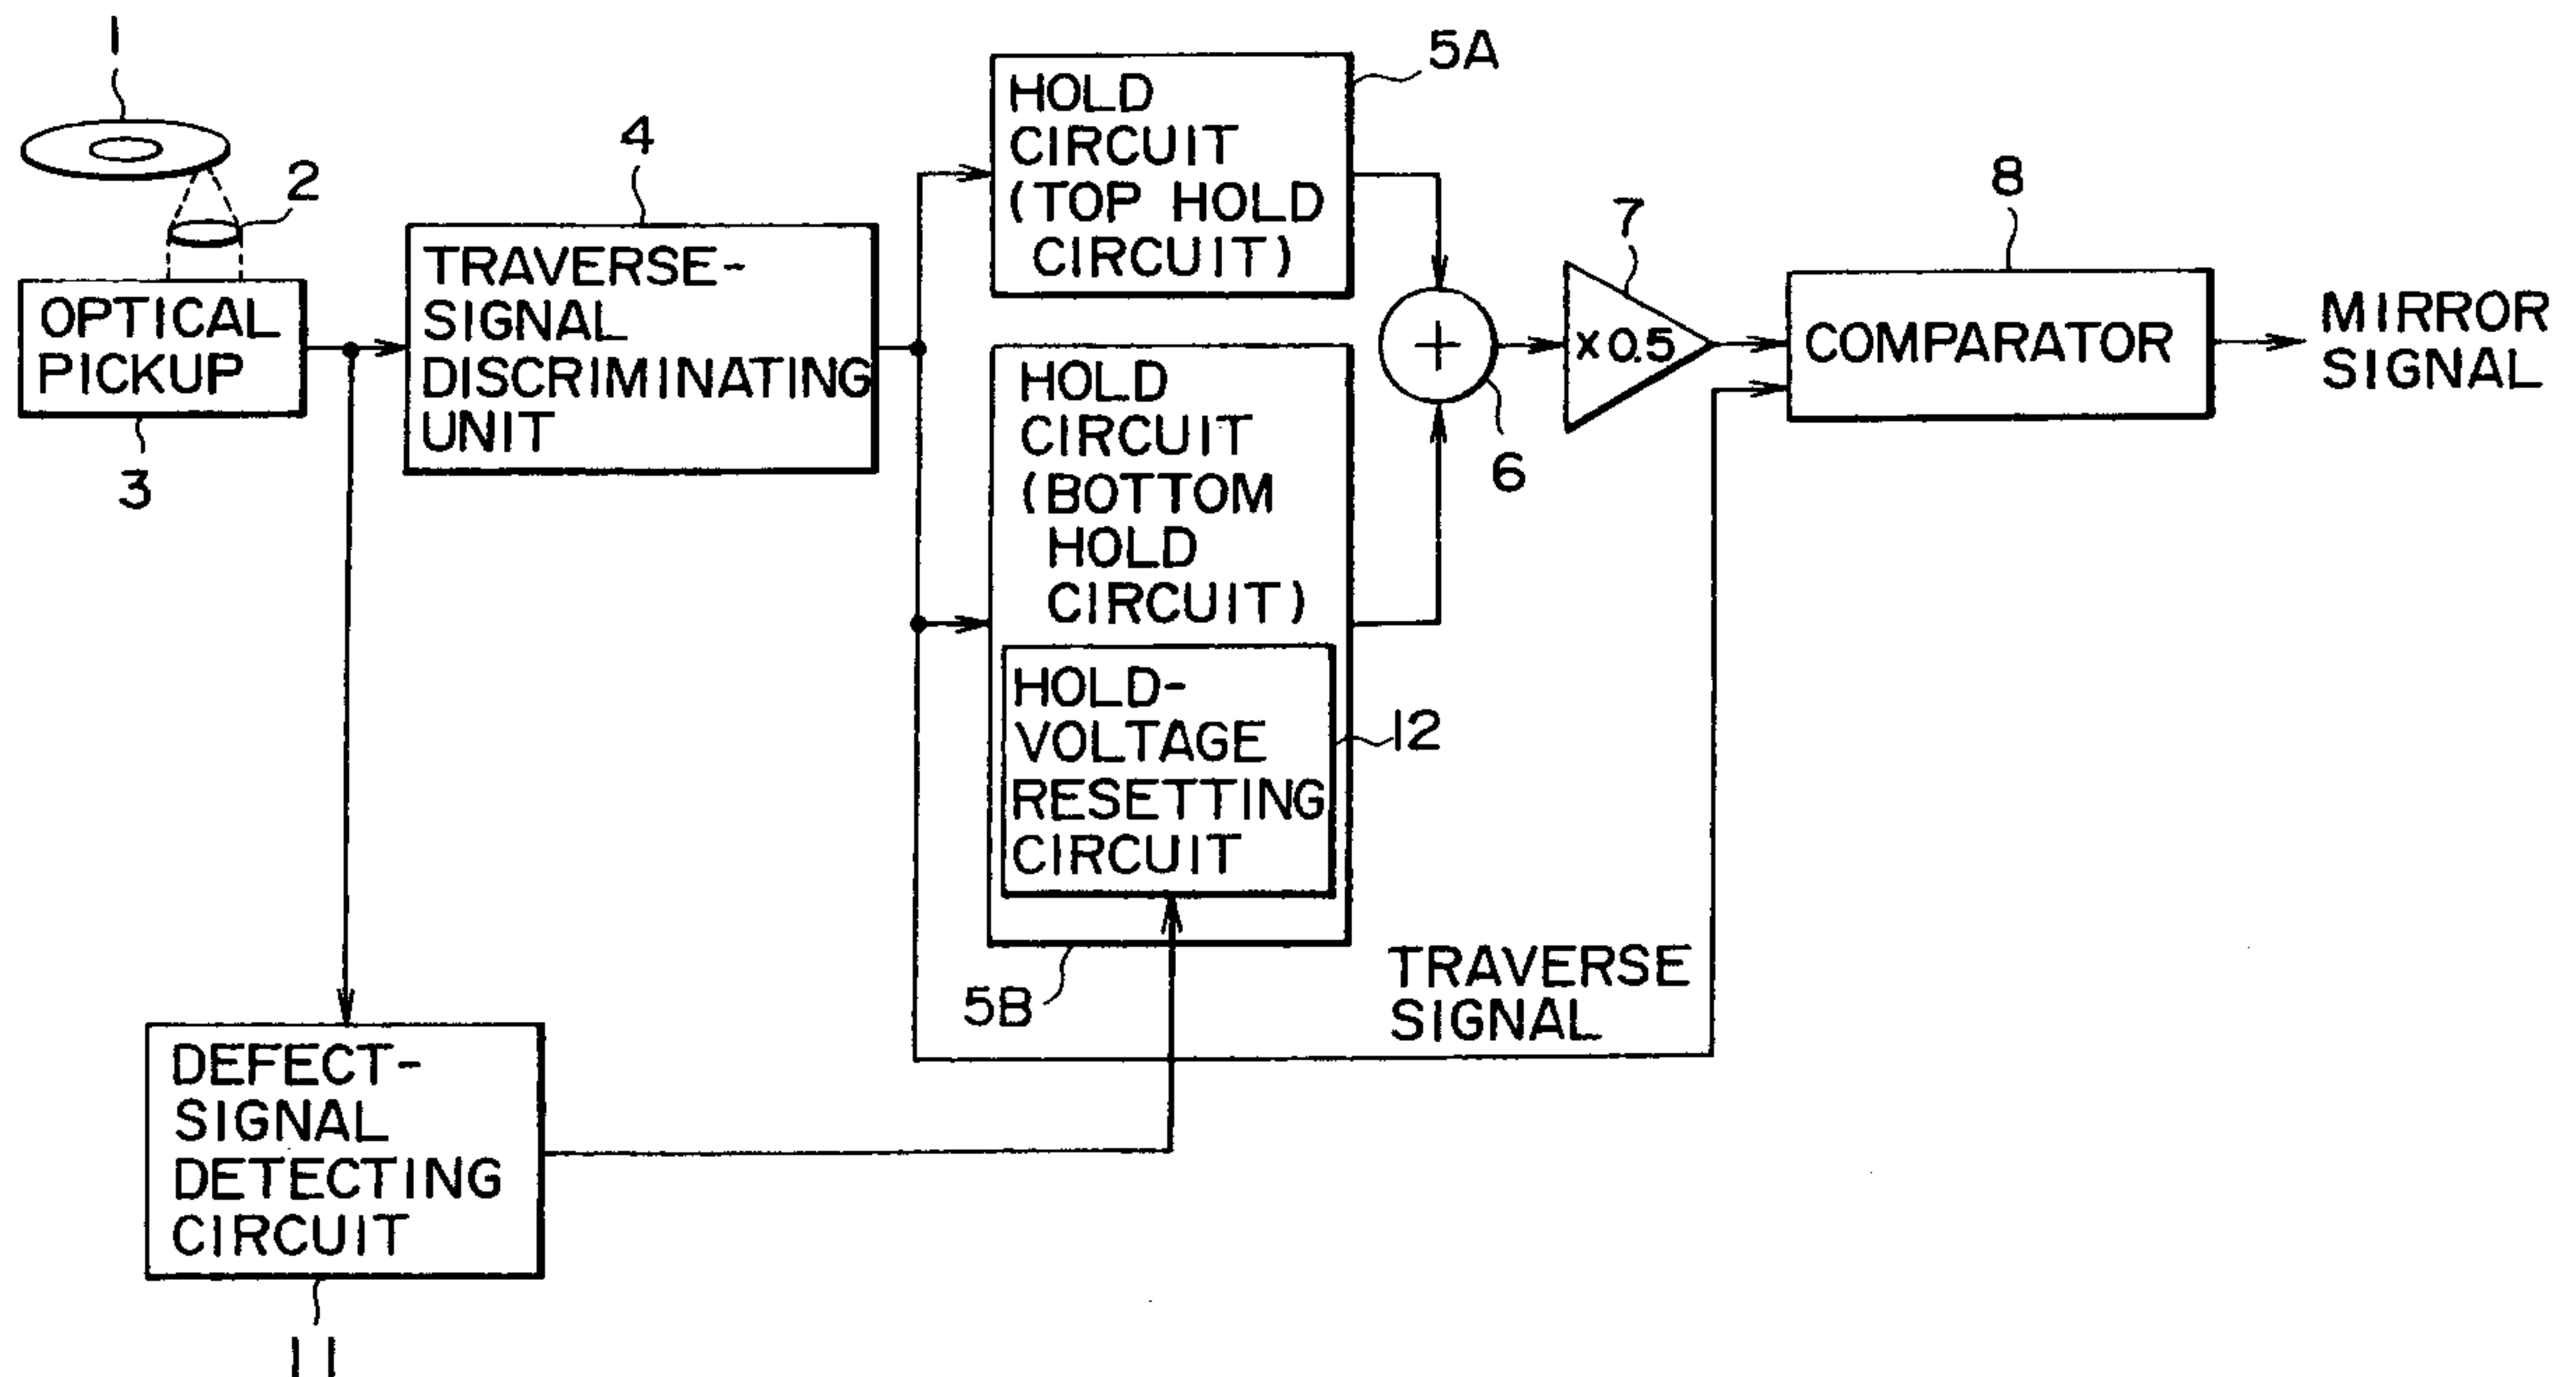 1
2
OPTICAL
PICKUP
3
4
TRAVERSE-
SIGNAL
DISCRIMINATING
UNIT
5A
HOLD
CIRCUIT
(TOP HOLD
CIRCUIT)
HOLD
CIRCUIT
(BOTTOM
HOLD
CIRCUIT)
HOLD-
VOLTAGE
RESETTING
CIRCUIT
12
5B
+
6
7
×0.5
8
COMPARATOR
MIRROR
SIGNAL
TRAVERSE
SIGNAL
DEFECT-
SIGNAL
DETECTING
CIRCUIT
11